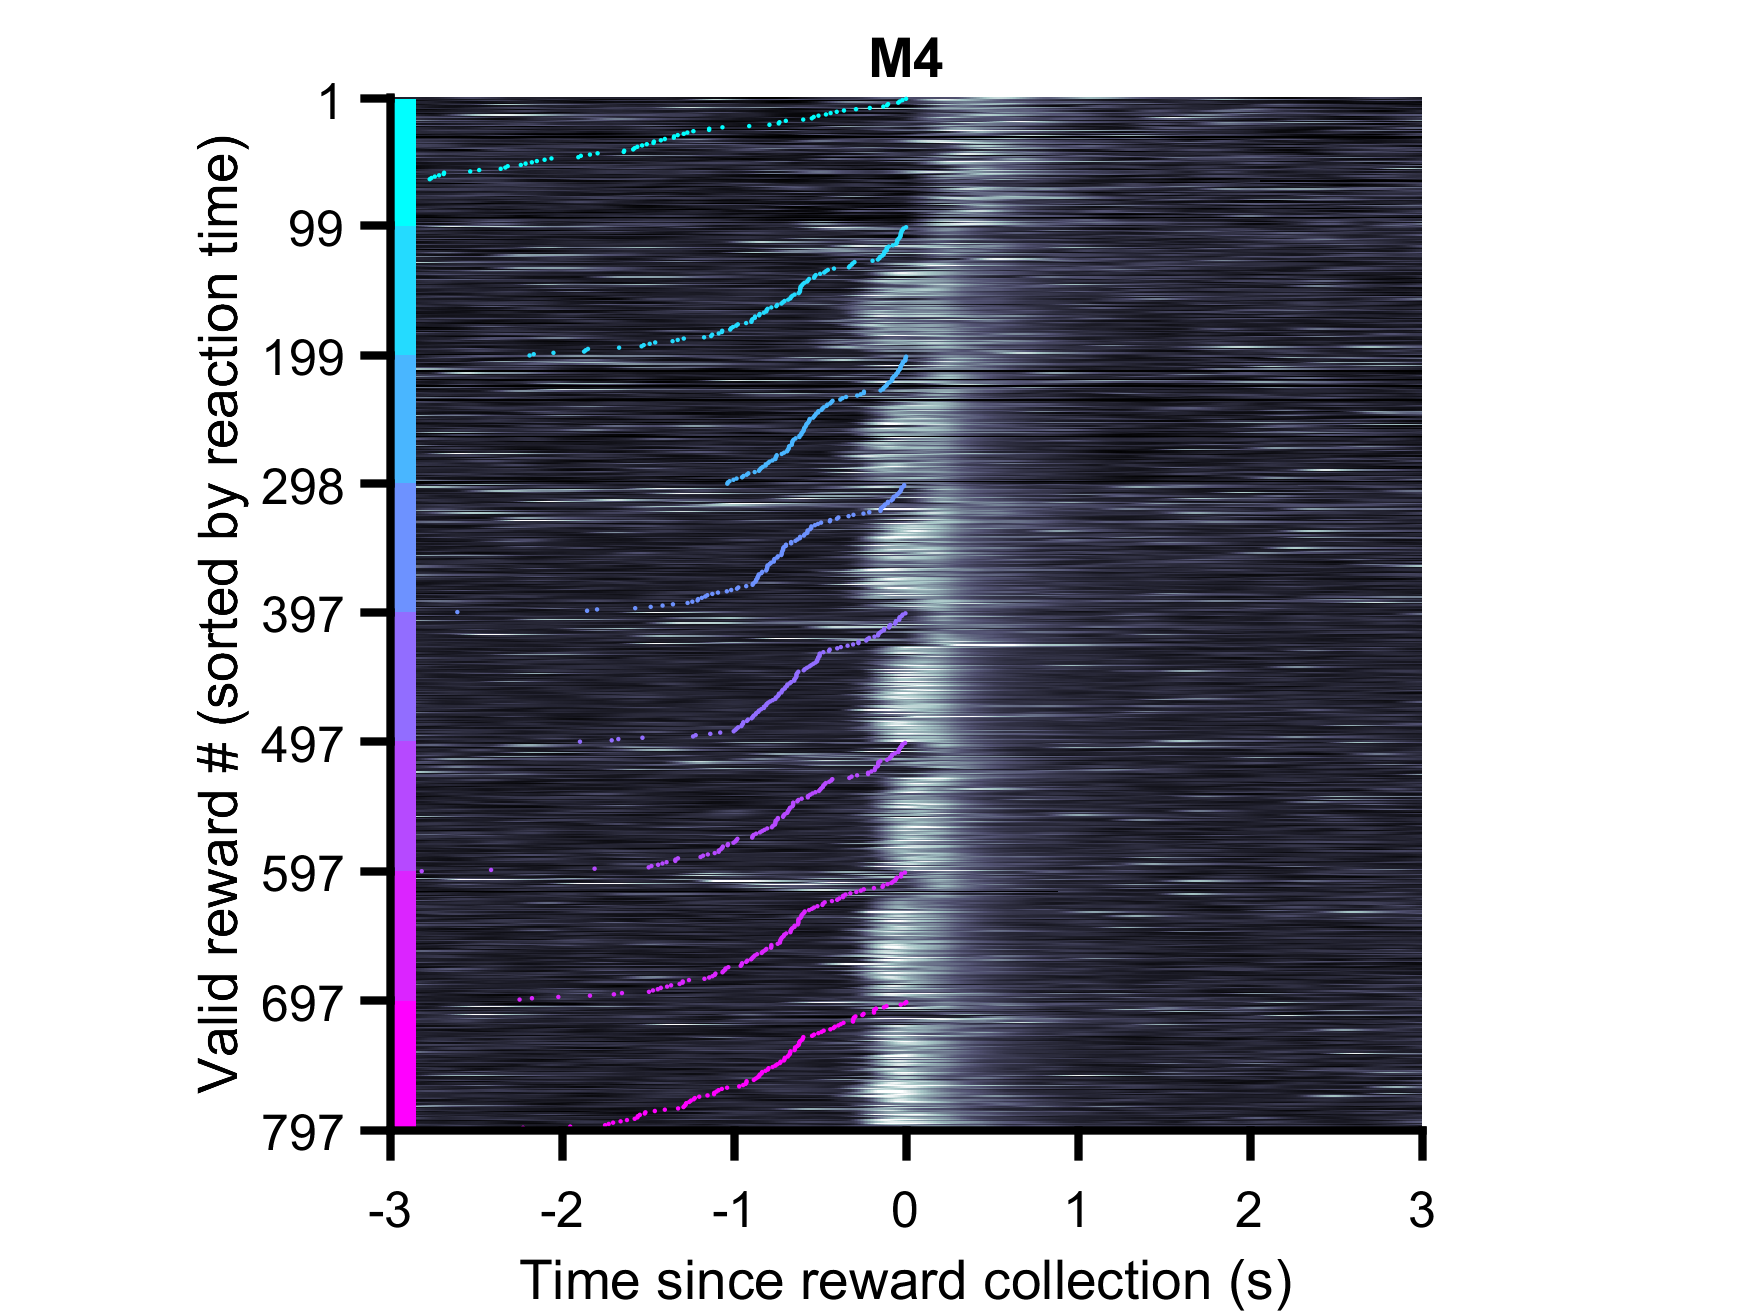 M4
Valid reward # (sorted by reaction time)
1
99
199
298
397
497
597
697
797
-3 -2 -1 0 1 2 3
Time since reward collection (s)